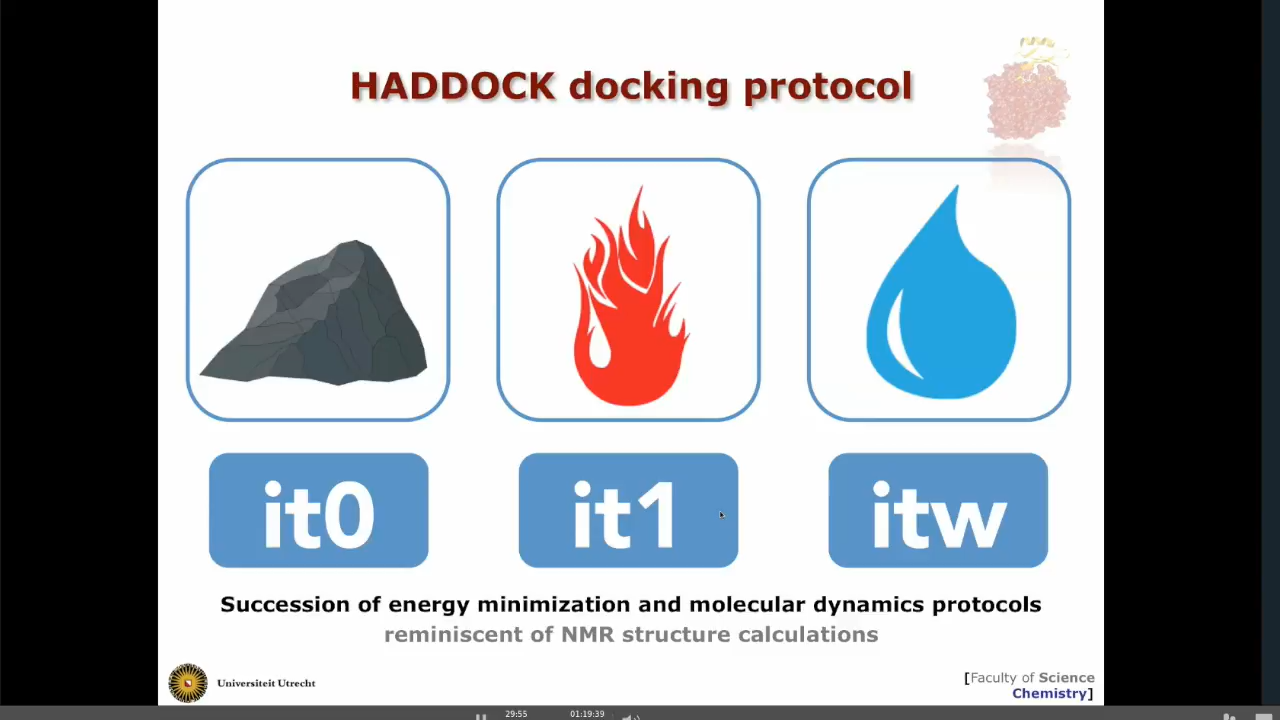 HADDOCK docking protocol
it0
it1
itw
Succession of energy minimization and molecular dynamics protocols
reminiscent of NMR structure calculations
Universiteit Utrecht
[Faculty of Science
Chemistry]
29:55
01:19:39